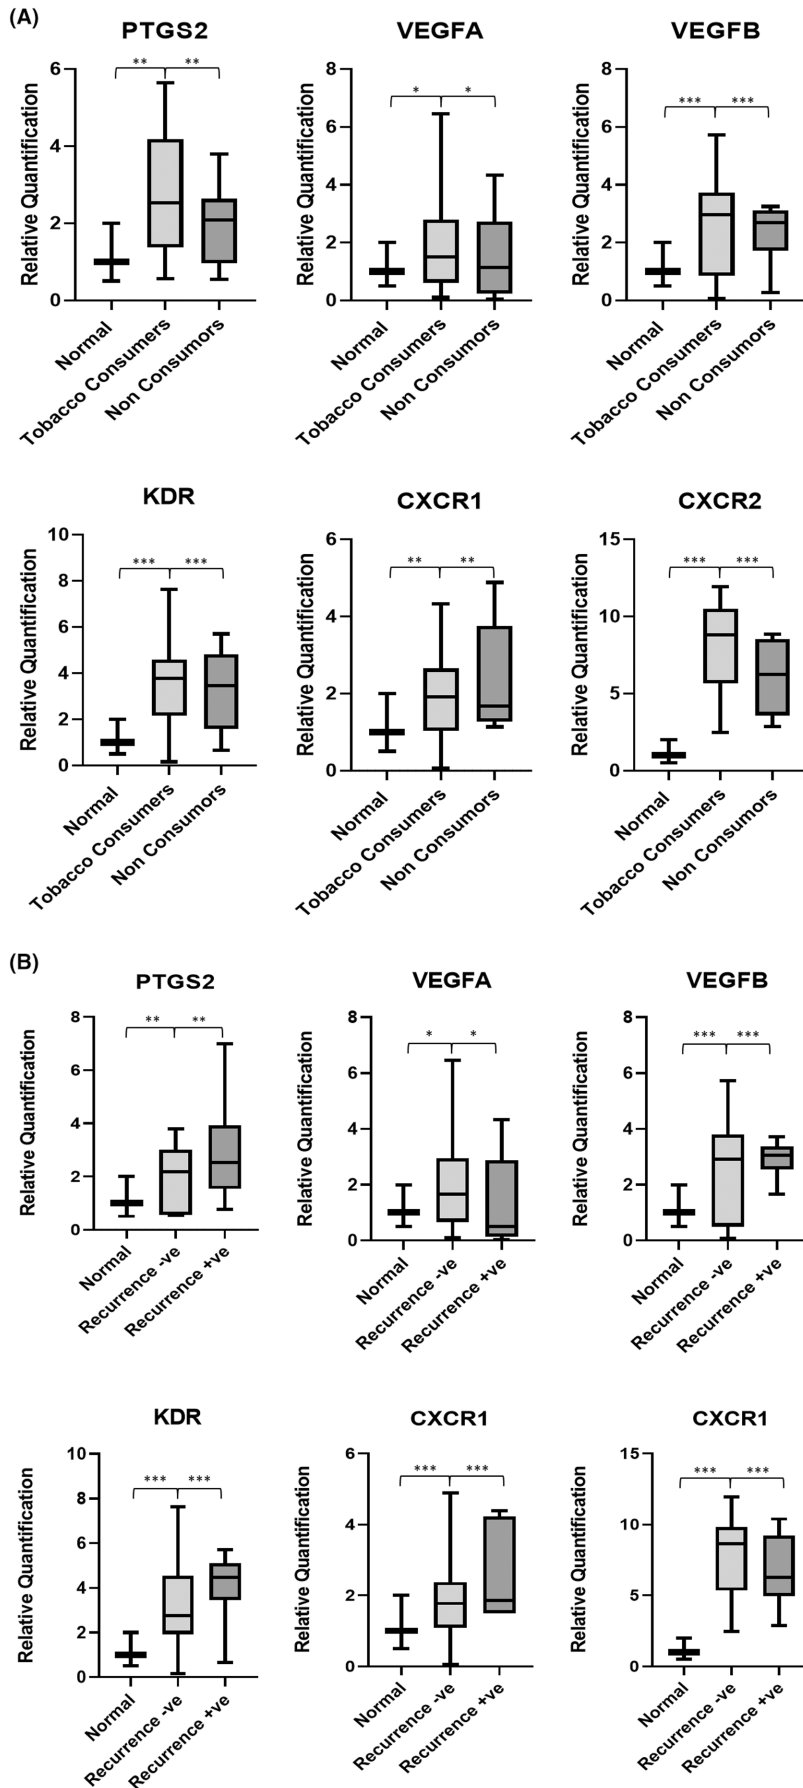 (A)
PTGS2
VEGFA
VEGFB
Relative Quantification
6
4
2
0
** **
Normal
Tobacco Consumers
Non Consumors
Relative Quantification
8
6
4
2
0
* *
Normal
Tobacco Consumers
Non Consumors
Relative Quantification
8
6
4
2
0
*** ***
Normal
Tobacco Consumers
Non Consumors
KDR
CXCR1
CXCR2
Relative Quantification
10
8
6
4
2
0
*** ***
Normal
Tobacco Consumers
Non Consumors
Relative Quantification
6
4
2
0
** **
Normal
Tobacco Consumers
Non Consumors
Relative Quantification
15
10
5
0
*** ***
Normal
Tobacco Consumers
Non Consumors
(B)
PTGS2
VEGFA
VEGFB
Relative Quantification
8
6
4
2
0
** **
Normal
Recurrence -ve
Recurrence +ve
Relative Quantification
8
6
4
2
0
* *
Normal
Recurrence -ve
Recurrence +ve
Relative Quantification
8
6
4
2
0
*** ***
Normal
Recurrence -ve
Recurrence +ve
KDR
CXCR1
CXCR1
Relative Quantification
10
8
6
4
2
0
*** ***
Normal
Recurrence -ve
Recurrence +ve
Relative Quantification
6
4
2
0
*** ***
Normal
Recurrence -ve
Recurrence +ve
Relative Quantification
15
10
5
0
*** ***
Normal
Recurrence -ve
Recurrence +ve